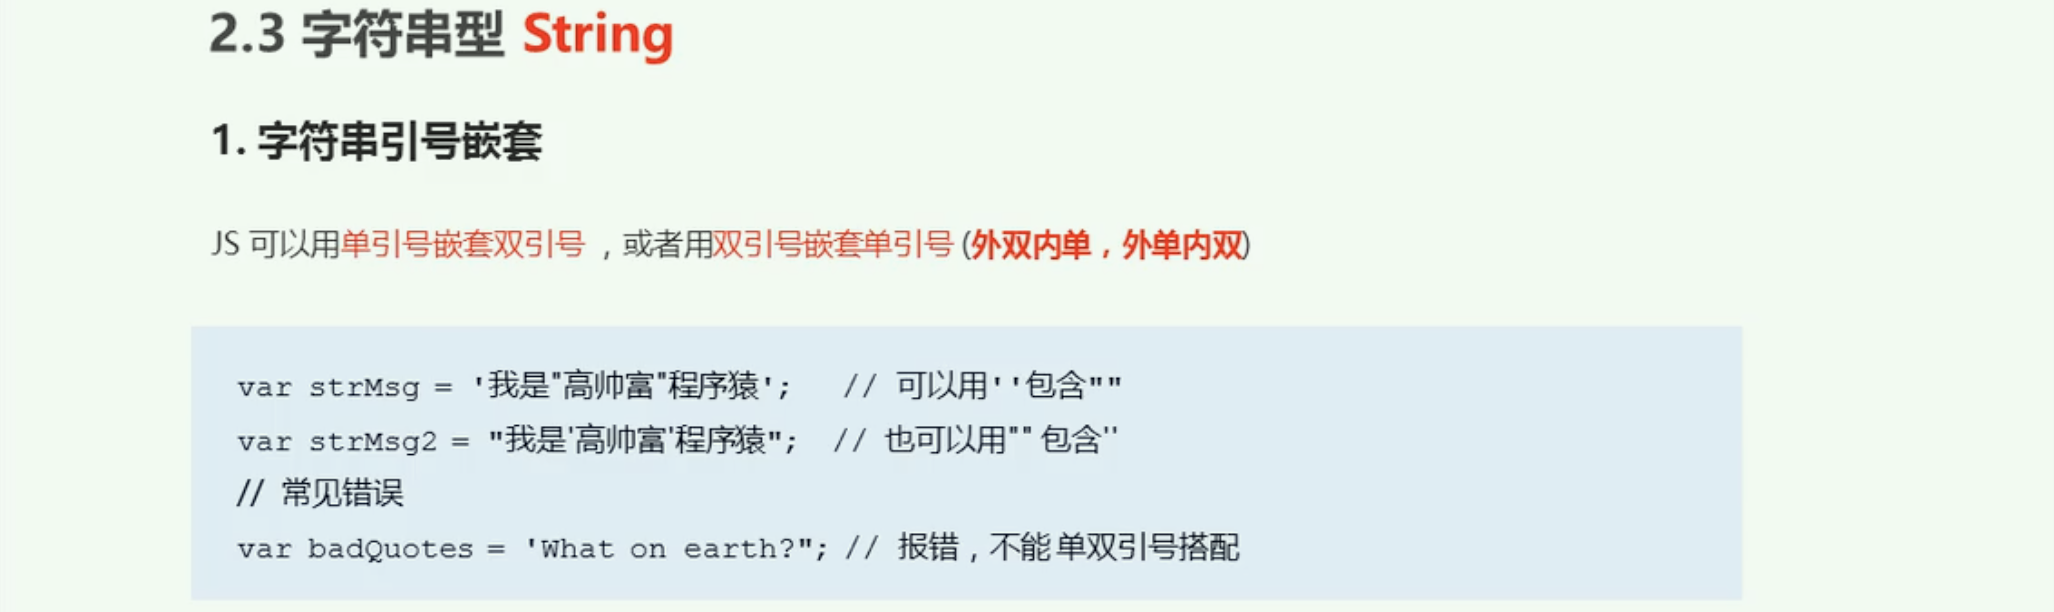 2.3 字符串型 String
1. 字符串引号嵌套
JS 可以用单引号嵌套双引号 ，或者用双引号嵌套单引号 (外双内单，外单内双)
var strMsg = '我是"高帅富"程序猿'; // 可以用''包含""
var strMsg2 = "我是'高帅富'程序猿"; // 也可以用"" 包含''
// 常见错误
var badQuotes = 'What on earth?"; // 报错，不能 单双引号搭配